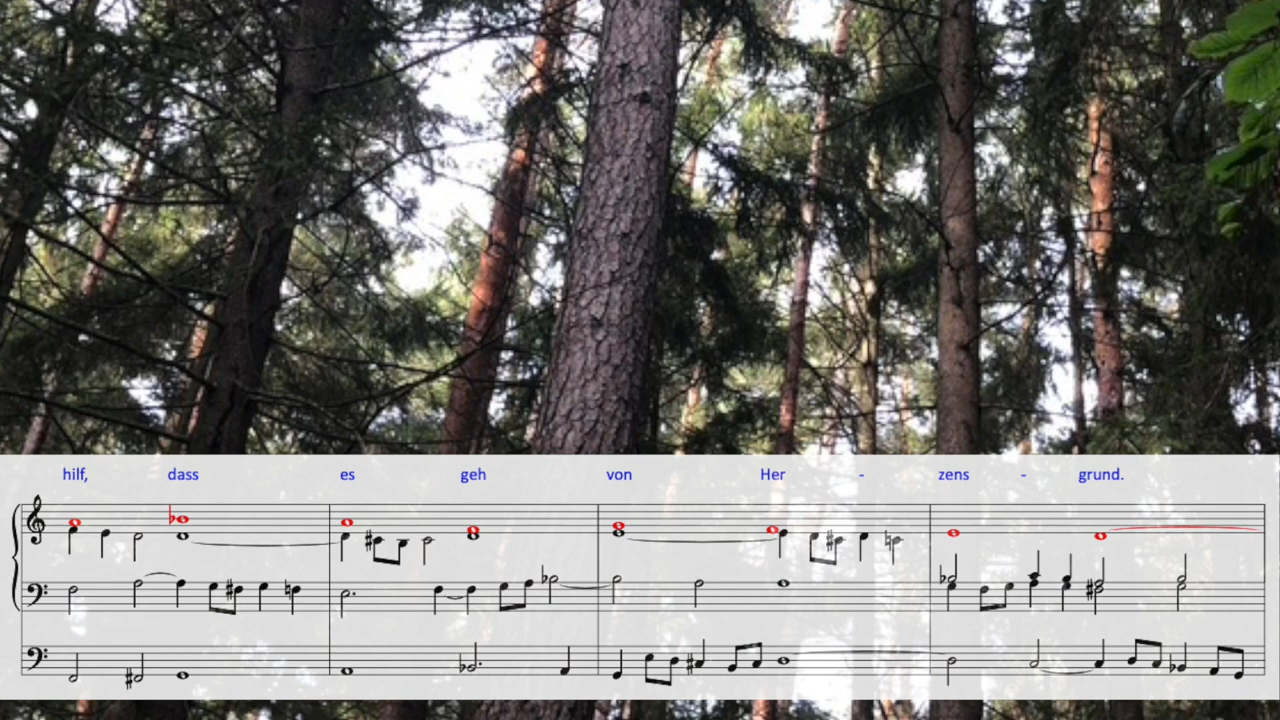 hilf, dass es geh von Her - zens - grund.